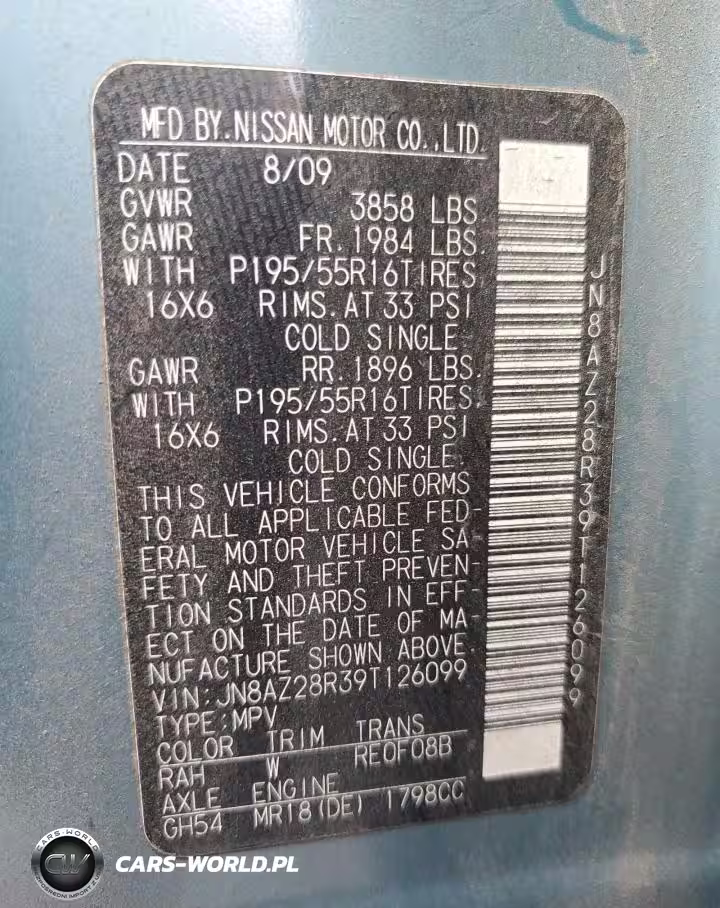 MFD BY.NISSAN MOTOR CO.,LTD.
DATE 8/09
GVWR 3858 LBS
GAWR FR.1984 LBS.
WITH P195/55R16TIRES
16X6 RIMS.AT 33 PSI
COLD SINGLE
GAWR RR.1896 LBS.
WITH P195/55R16TIRES.
16X6 RIMS.AT 33 PSI
COLD SINGLE.
THIS VEHICLE CONFORMS
TO ALL APPLICABLE FED-
ERAL MOTOR VEHICLE SA-
FETY AND THEFT PREVEN-
TION STANDARDS IN EFF-
ECT ON THE DATE OF MA-
NUFACTURE SHOWN ABOVE.
VIN:JN8AZ28R39T126099
TYPE:MPV
COLOR TRIM TRANS
RAH W RE0F08B
AXLE ENGINE
GH54 MR18(DE) 1798CC
JN8AZ28R39T126099
CARS-WORLD
CW
CARS-WORLD.PL